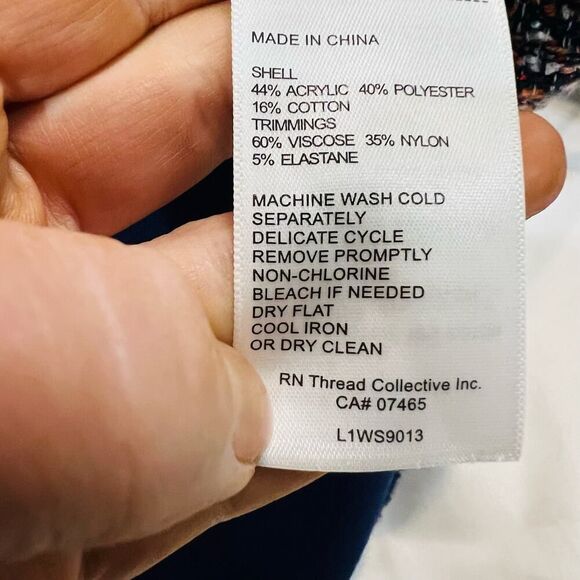 MADE IN CHINA
SHELL
44% ACRYLIC 40% POLYESTER
16% COTTON
TRIMMINGS
60% VISCOSE 35% NYLON
5% ELASTANE
MACHINE WASH COLD
SEPARATELY
DELICATE CYCLE
REMOVE PROMPTLY
NON-CHLORINE
BLEACH IF NEEDED
DRY FLAT
COOL IRON
OR DRY CLEAN
RN Thread Collective Inc.
CA# 07465
L1WS9013